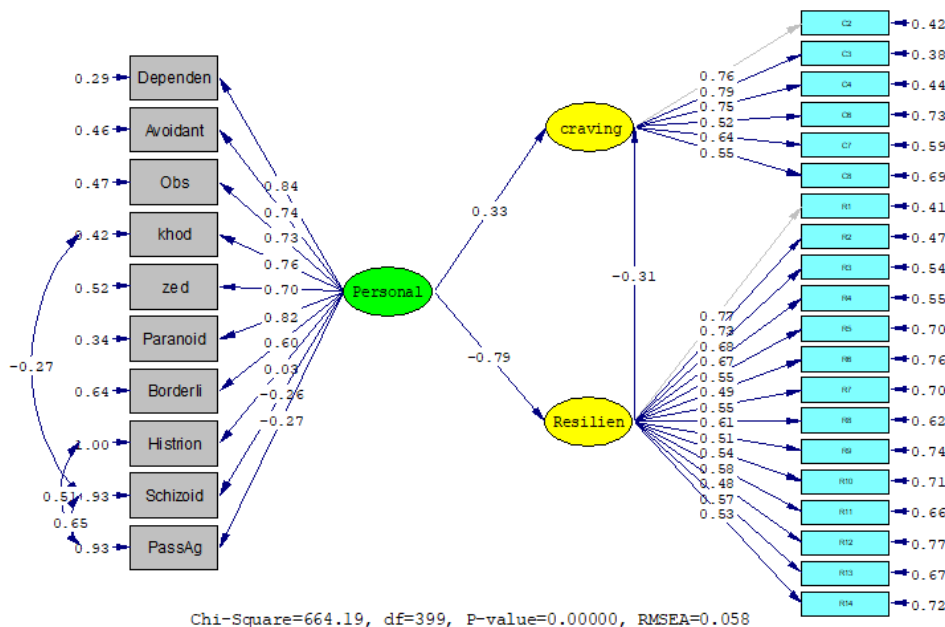 0.29 Dependen
0.46 Avoidant
0.47 Obs
0.42 khod
0.52 zed
0.34 Paranoid
-0.27
0.64 Borderli
1.00 Histrion
0.51 0.93 Schizoid
0.65
0.93 PassAg
0.84
0.74
0.73
0.76
0.70
0.82
0.60
0.03
-0.26
-0.27
Personal
0.33
-0.79
craving
-0.31
Resilien
0.76
0.79
0.75
0.52
0.64
0.55
0.77
0.73
0.68
0.67
0.55
0.49
0.55
0.61
0.51
0.54
0.58
0.48
0.57
0.53
C2 0.42
C3 0.38
C4 0.44
0.73
C7 0.59
0.69
R1 0.41
R2 0.47
R3 0.54
R4 0.55
R5 0.70
R6 0.76
R7 0.70
R8 0.62
R9 0.74
R10 0.71
R11 0.66
R12 0.77
R13 0.67
R14 0.72
Chi-Square=664.19, df=399, P-value=0.00000, RMSEA=0.058